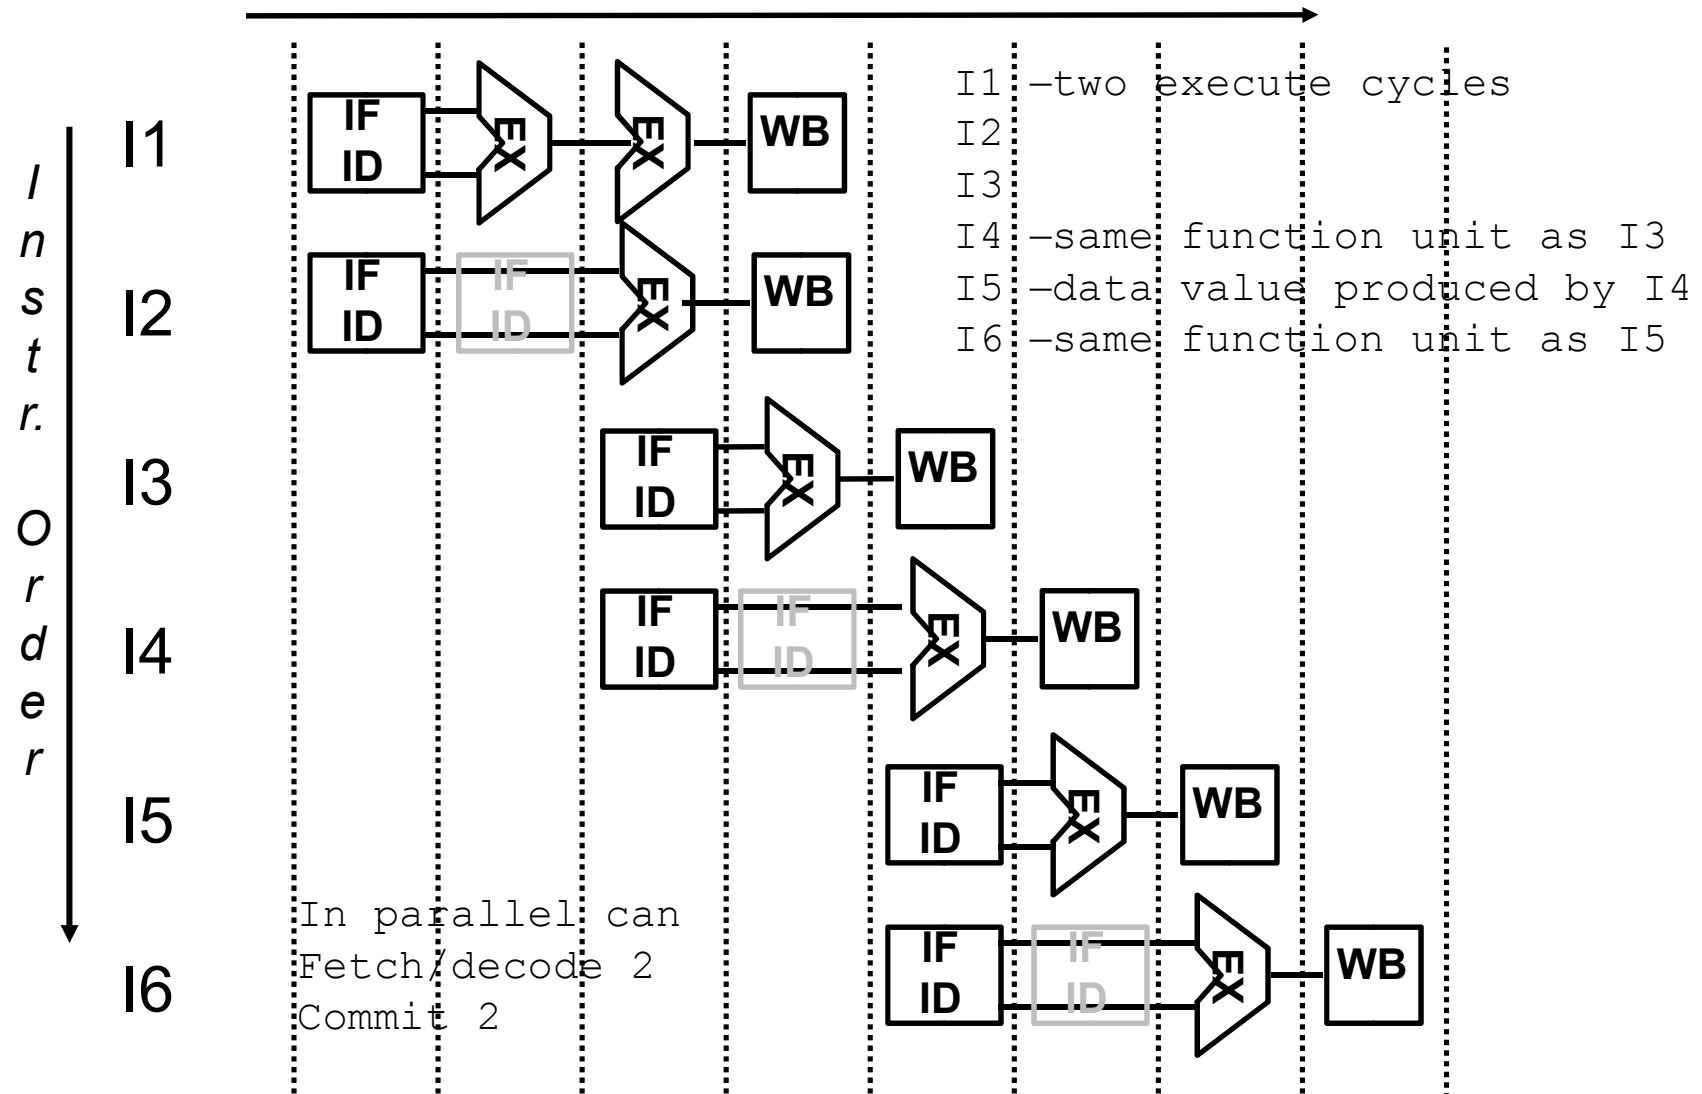 Instr. Order
I1
IF
ID
EX
EX
WB
I2
IF
ID
IF
ID
EX
WB
I3
IF
ID
EX
WB
I4
IF
ID
IF
ID
EX
WB
I5
IF
ID
EX
WB
I6
IF
ID
IF
ID
EX
WB
I1 –two execute cycles
I2
I3
I4 –same function unit as I3
I5 –data value produced by I4
I6 –same function unit as I5
In parallel can
Fetch/decode 2
Commit 2